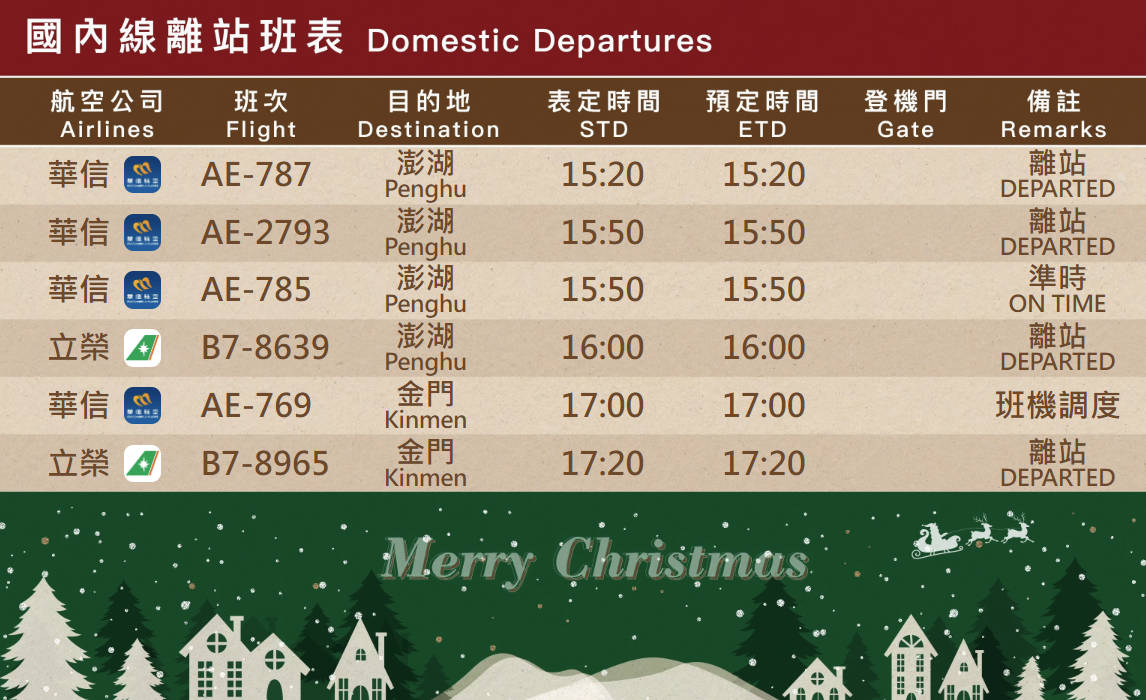 國內線離站班表 Domestic Departures
航空公司 班次 目的地 表定時間 預定時間 登機門 備註
Airlines Flight Destination STD ETD Gate Remarks
華信 AE-787 澎湖 Penghu 15:20 15:20 離站 DEPARTED
華信 AE-2793 澎湖 Penghu 15:50 15:50 離站 DEPARTED
華信 AE-785 澎湖 Penghu 15:50 15:50 準時 ON TIME
立榮 B7-8639 澎湖 Penghu 16:00 16:00 離站 DEPARTED
華信 AE-769 金門 Kinmen 17:00 17:00 班機調度
立榮 B7-8965 金門 Kinmen 17:20 17:20 離站 DEPARTED
Merry Christmas